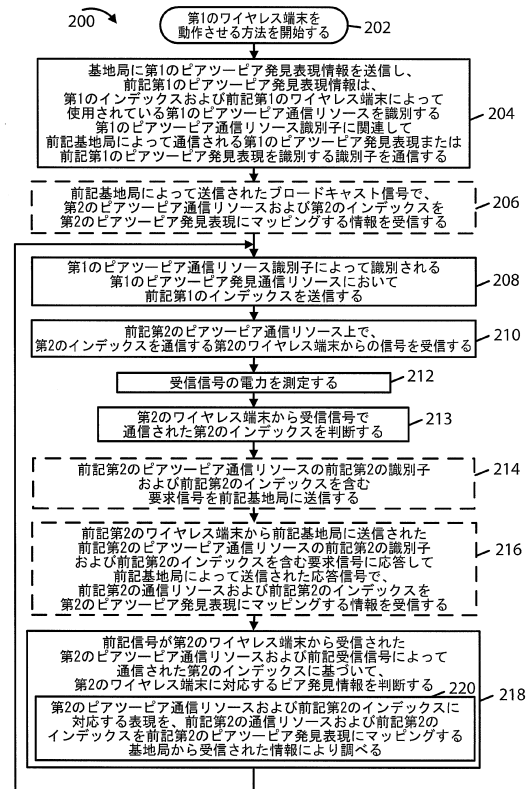 200
第1のワイヤレス端末を
動作させる方法を開始する
202
基地局に第1のピアツーピア発見表現情報を送信し、
前記第1のピアツーピア発見表現情報は、
第1のインデックスおよび前記第1のワイヤレス端末によって
使用されている第1のピアツーピア通信リソースを識別する
第1のピアツーピア通信リソース識別子に関連して
前記基地局によって通信される第1のピアツーピア発見表現または
前記第1のピアツーピア発見表現を識別する識別子を通信する
204
前記基地局によって送信されたブロードキャスト信号で、
第2のピアツーピア通信リソースおよび第2のインデックスを
第2のピアツーピア発見表現にマッピングする情報を受信する
206
第1のピアツーピア通信リソース識別子によって識別される
第1のピアツーピア発見通信リソースにおいて
前記第1のインデックスを送信する
208
前記第2のピアツーピア通信リソース上で、
第2のインデックスを通信する第2のワイヤレス端末からの信号を受信する
210
受信信号の電力を測定する
212
第2のワイヤレス端末から受信信号で
通信された第2のインデックスを判断する
213
前記第2のピアツーピア通信リソースの前記第2の識別子
および前記第2のインデックスを含む
要求信号を前記基地局に送信する
214
前記第2のワイヤレス端末から前記基地局に送信された
前記第2のピアツーピア通信リソースの前記第2の識別子
および前記第2のインデックスを含む要求信号に応答して
前記基地局によって送信された応答信号で、
前記第2の通信リソースおよび前記第2のインデックスを
第2のピアツーピア発見表現にマッピングする情報を受信する
216
前記信号が第2のワイヤレス端末から受信された
第2のピアツーピア通信リソースおよび前記受信信号によって
通信された第2のインデックスに基づいて、
第2のワイヤレス端末に対応するピア発見情報を判断する
218
220
第2のピアツーピア通信リソースおよび前記第2のインデックスに
対応する表現を、前記第2の通信リソースおよび前記第2の
インデックスを前記第2のピアツーピア発見表現にマッピングする
基地局から受信された情報により調べる